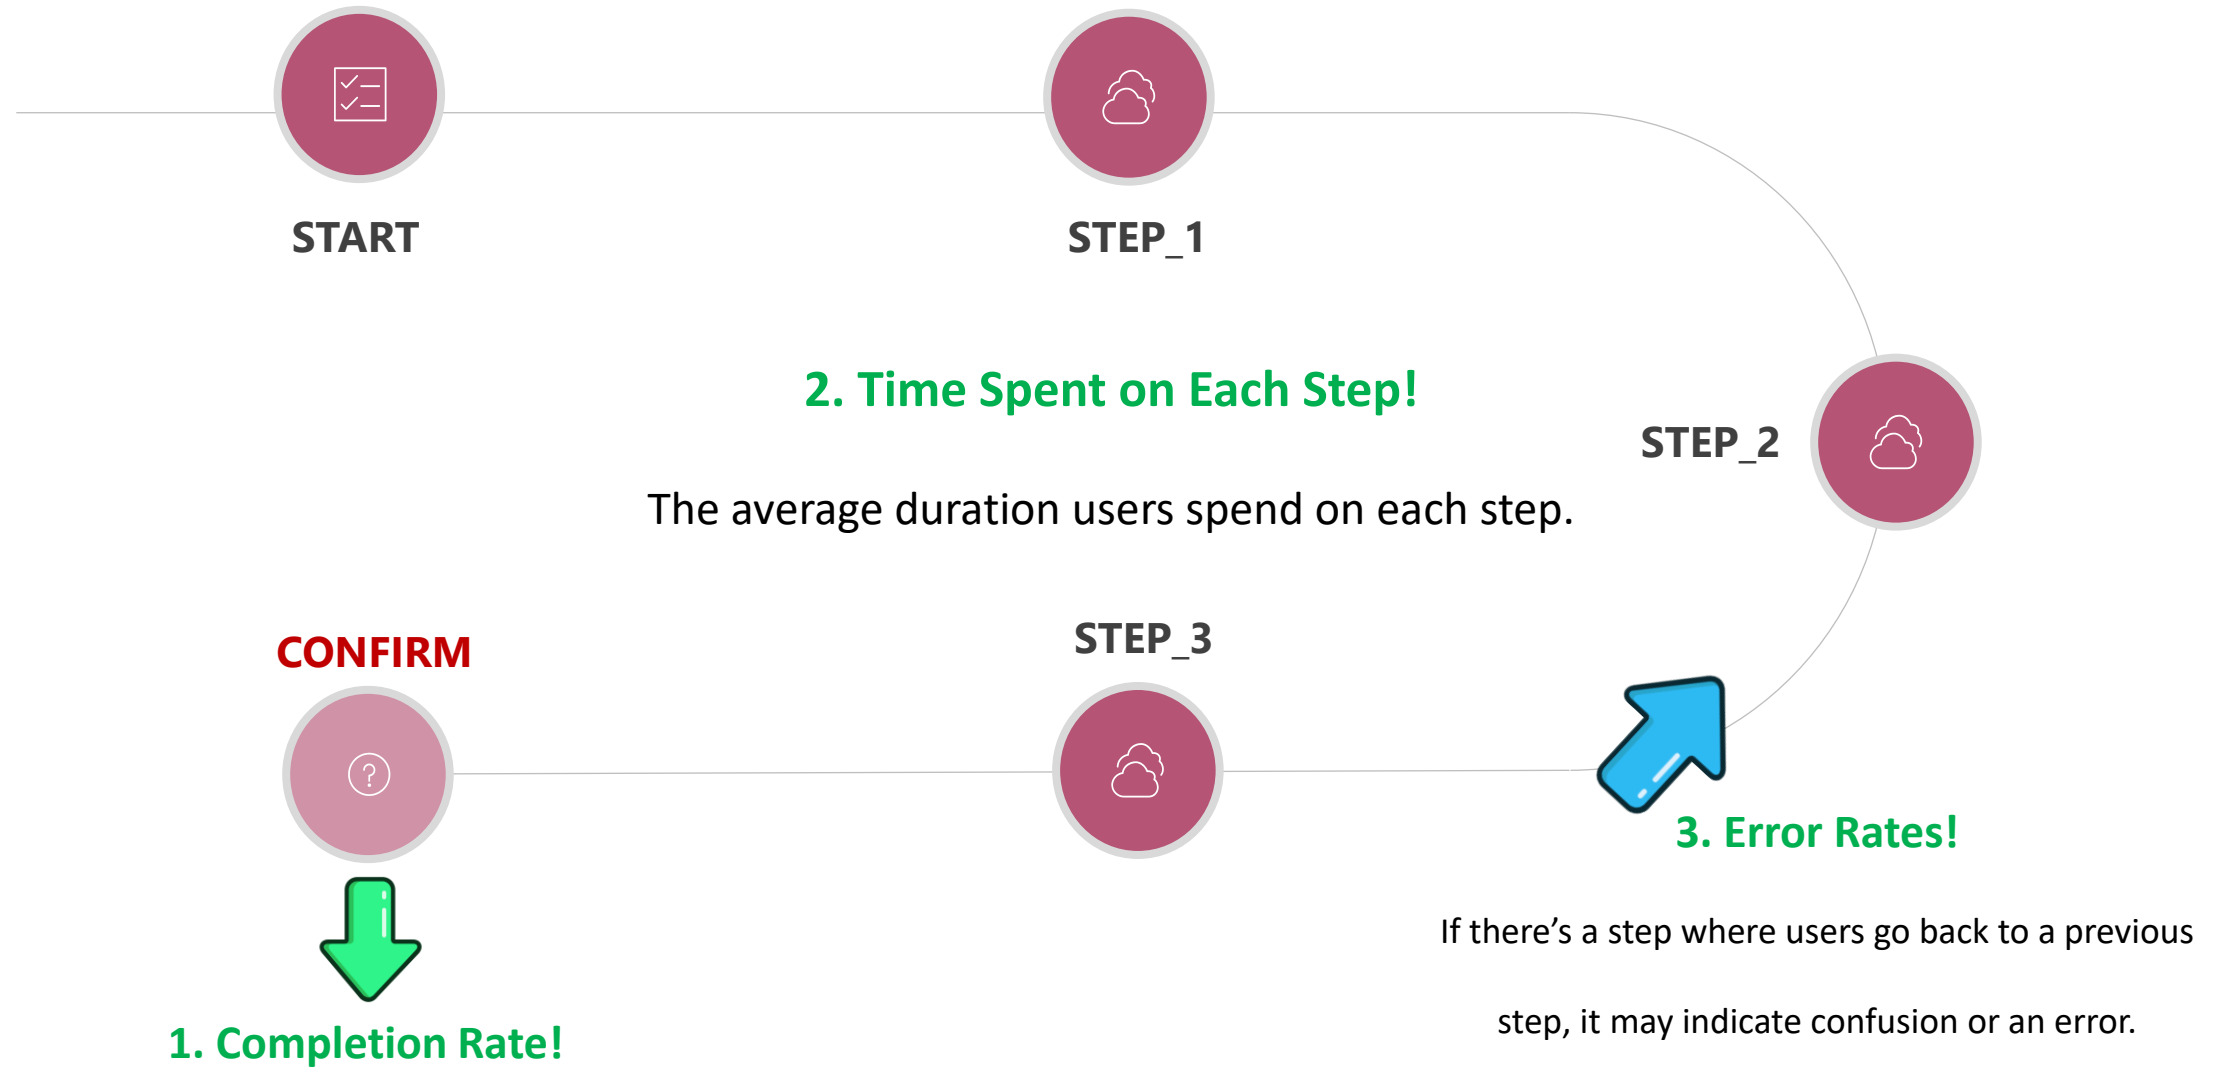 START
STEP_1
2. Time Spent on Each Step!
STEP_2
The average duration users spend on each step.
CONFIRM
STEP_3
?
3. Error Rates!
If there’s a step where users go back to a previous
step, it may indicate confusion or an error.
1. Completion Rate!